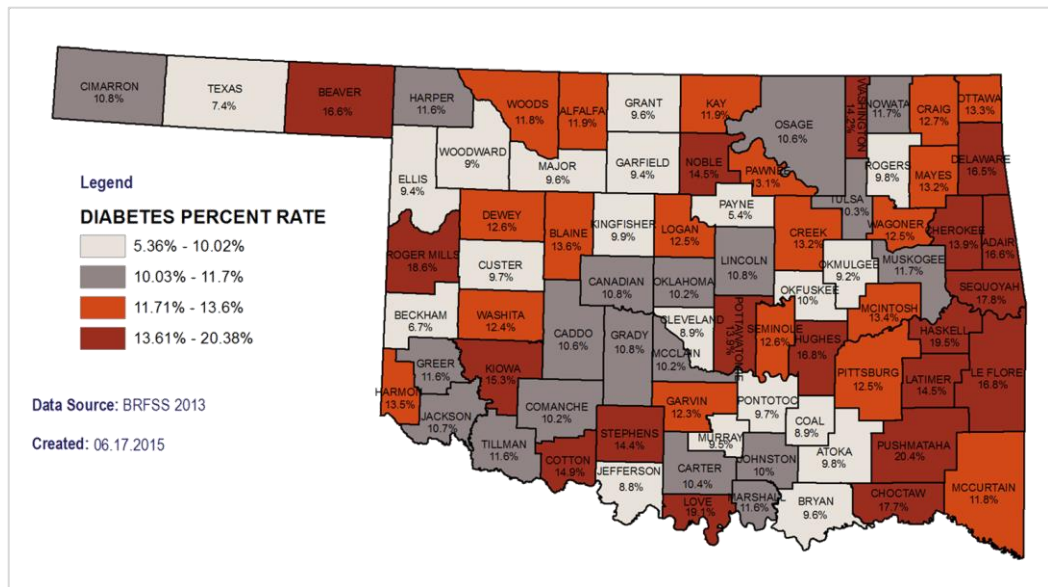 CIMARRON
10.8%
TEXAS
7.4%
BEAVER
16.6%
HARPER
11.6%
WOODS
11.8%
ALFALFA
11.9%
GRANT
9.6%
KAY
11.9%
OSAGE
10.6%
WASHINGTON
14.2%
NOWATA
11.7%
CRAIG
12.7%
OTTAWA
13.3%
WOODWARD
9%
ELLIS
9.4%
MAJOR
9.6%
GARFIELD
9.4%
NOBLE
14.5%
PAWNEE
13.1%
ROGERS
9.8%
MAYES
13.2%
DELAWARE
16.5%
Legend
DIABETES PERCENT RATE
5.36% - 10.02%
10.03% - 11.7%
11.71% - 13.6%
13.61% - 20.38%
DEWEY
12.6%
BLAINE
13.6%
KINGFISHER
9.9%
LOGAN
12.5%
PAYNE
5.4%
CREEK
13.2%
TULSA
10.3%
WAGONER
12.5%
CHEROKEE
13.9%
ADAIR
16.6%
ROGER MILLS
18.6%
CUSTER
9.7%
CANADIAN
10.8%
OKLAHOMA
10.2%
LINCOLN
10.8%
OKFUSKEE
10%
OKMULGEE
9.2%
MUSKOGEE
11.7%
SEQUOYAH
17.8%
BECKHAM
6.7%
WASHITA
12.4%
CADDO
10.6%
GRADY
10.8%
CLEVELAND
8.9%
MCCLAIN
10.2%
POTTAWATOMIE
13.9%
SEMINOLE
12.6%
HUGHES
16.8%
MCINTOSH
13.4%
HASKELL
19.5%
PITTSBURG
12.5%
LATIMER
14.5%
LE FLORE
16.8%
GREER
11.6%
HARMON
13.5%
KIOWA
15.3%
JACKSON
10.7%
COMANCHE
10.2%
TILLMAN
11.6%
COTTON
14.9%
STEPHENS
14.4%
GARVIN
12.3%
MURRAY
9.5%
PONTOTOC
9.7%
COAL
8.9%
ATOKA
9.8%
PUSHMATAHA
20.4%
MCCURTAIN
11.8%
JEFFERSON
8.8%
CARTER
10.4%
JOHNSTON
10%
LOVE
19.1%
MARSHALL
11.6%
BRYAN
9.6%
CHOCTAW
17.7%
Data Source: BRFSS 2013
Created: 06.17.2015